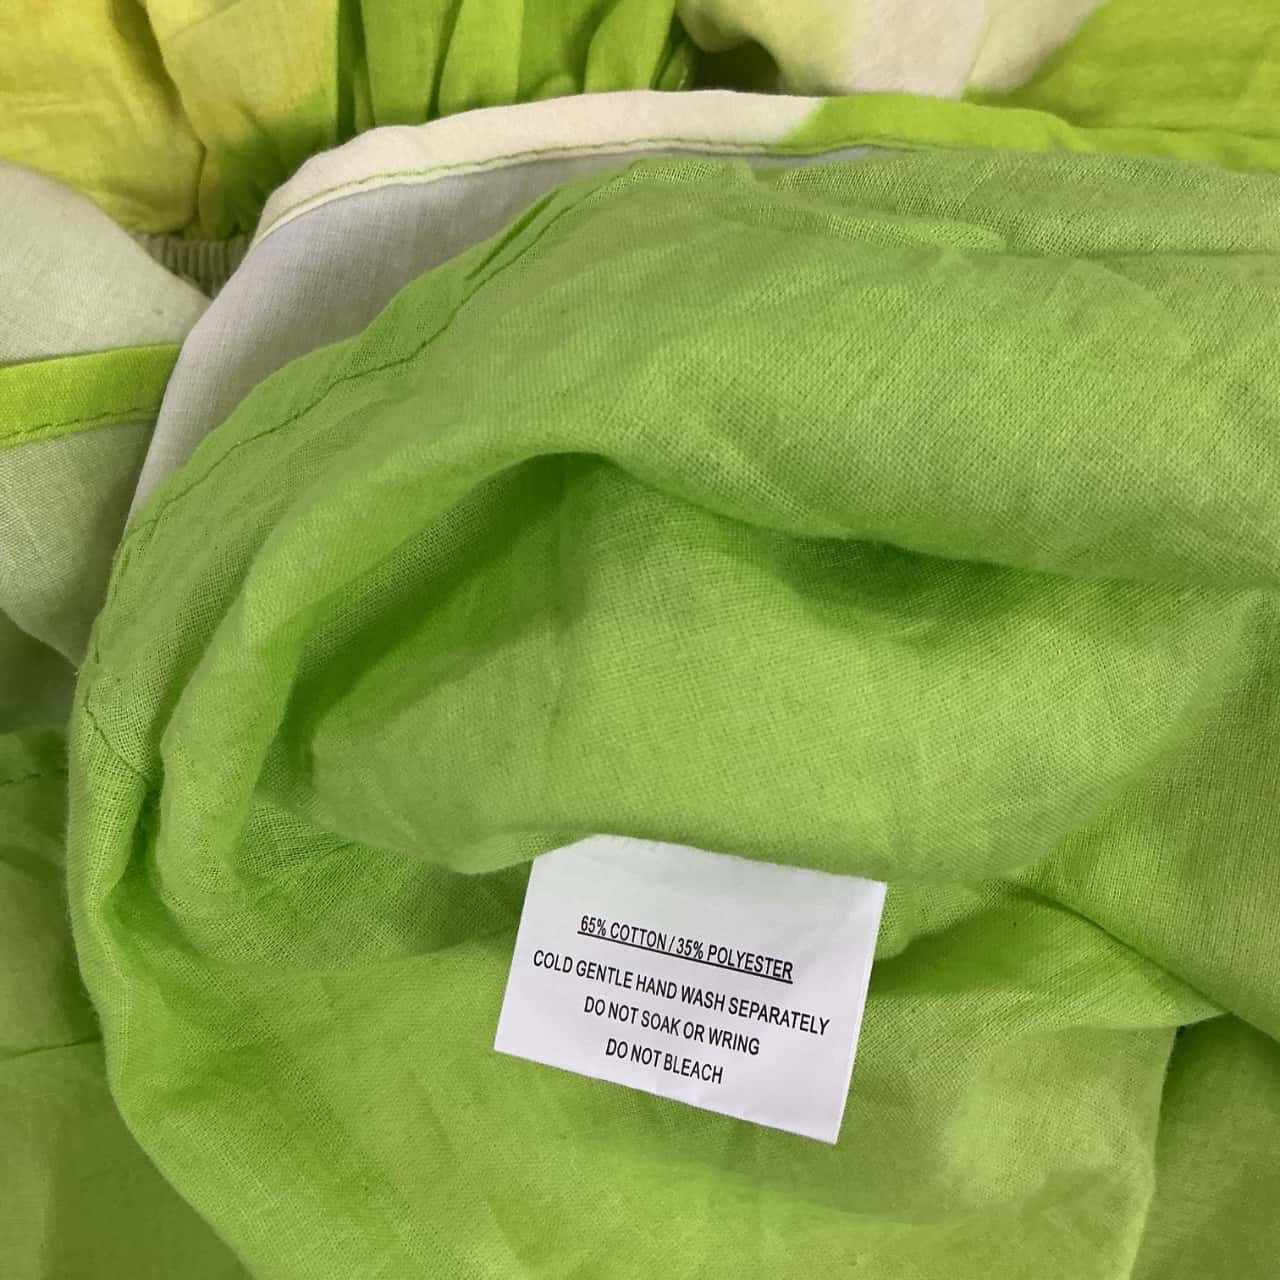 65% COTTON / 35% POLYESTER
COLD GENTLE HAND WASH SEPARATELY
DO NOT SOAK OR WRING
DO NOT BLEACH